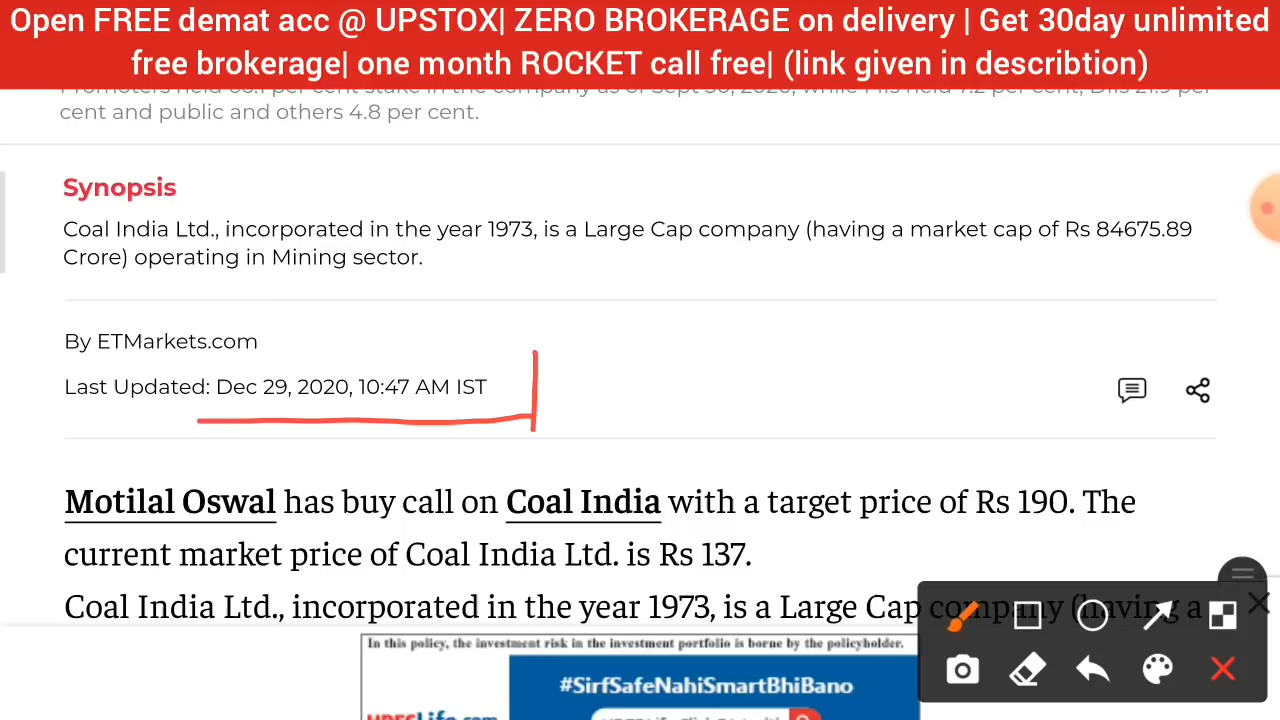 Open FREE demat acc @ UPSTOX| ZERO BROKERAGE on delivery | Get 30day unlimited
free brokerage| one month ROCKET call free| (link given in describtion)
cent and public and others 4.8 per cent.
Synopsis
Coal India Ltd., incorporated in the year 1973, is a Large Cap company (having a market cap of Rs 84675.89
Crore) operating in Mining sector.
By ETMarkets.com
Last Updated: Dec 29, 2020, 10:47 AM IST
Motilal Oswal has buy call on Coal India with a target price of Rs 190. The
current market price of Coal India Ltd. is Rs 137.
Coal India Ltd., incorporated in the year 1973, is a Large Cap company (having a
In this policy, the investment risk in the investment portfolio is borne by the policyholder.
#SirfSafeNahiSmartBhiBano